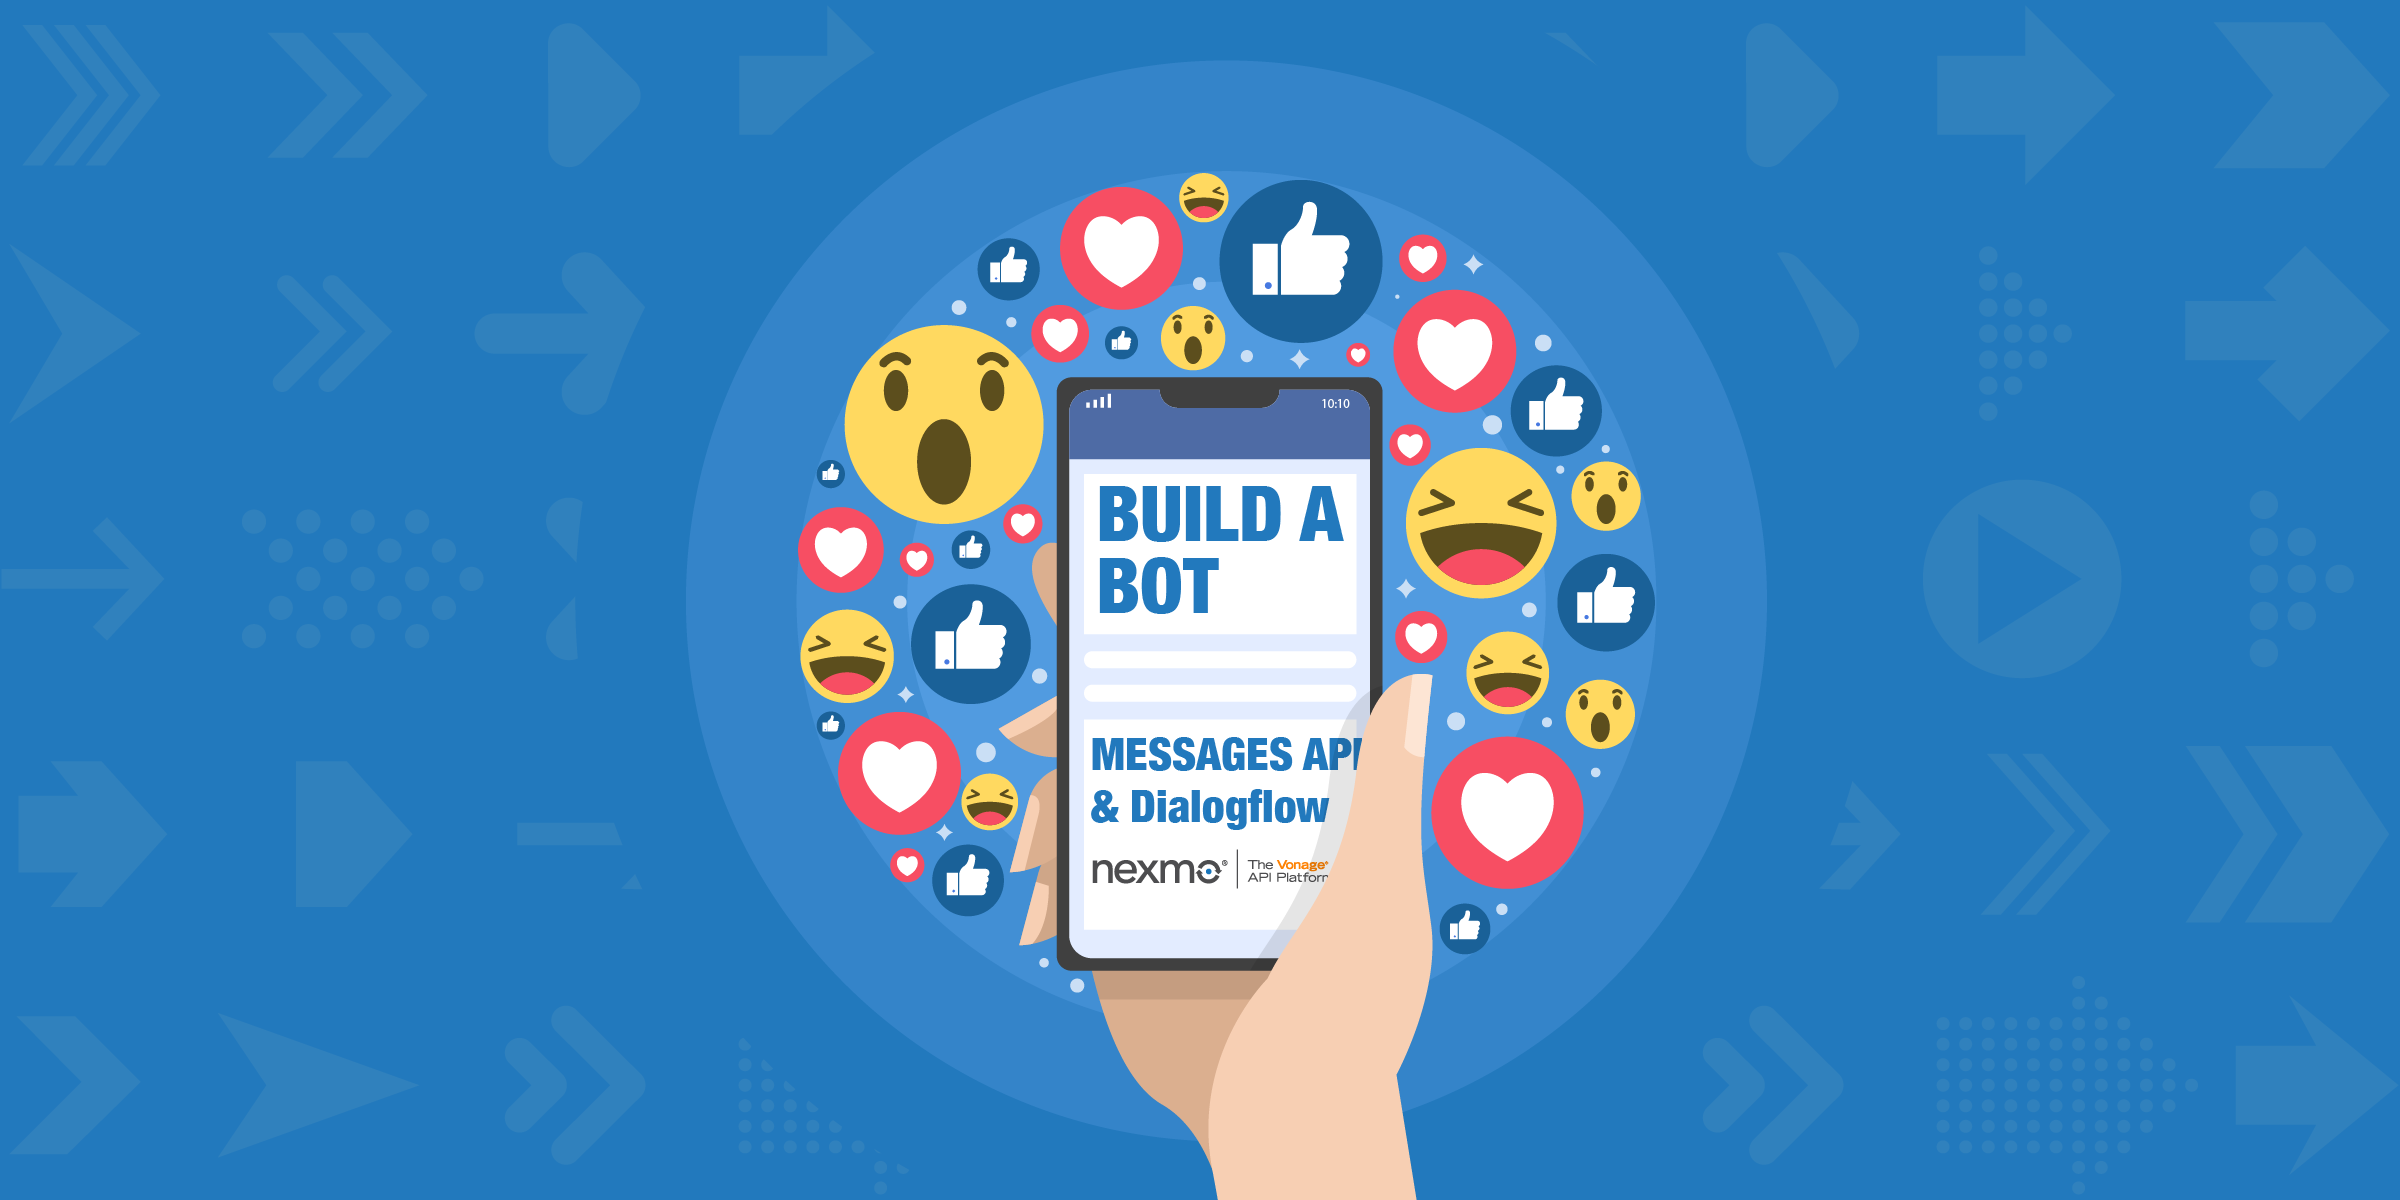 10:10
BUILD A
BOT
MESSAGES API
& Dialogflow
nexmo®
The Vonage®
API Platform